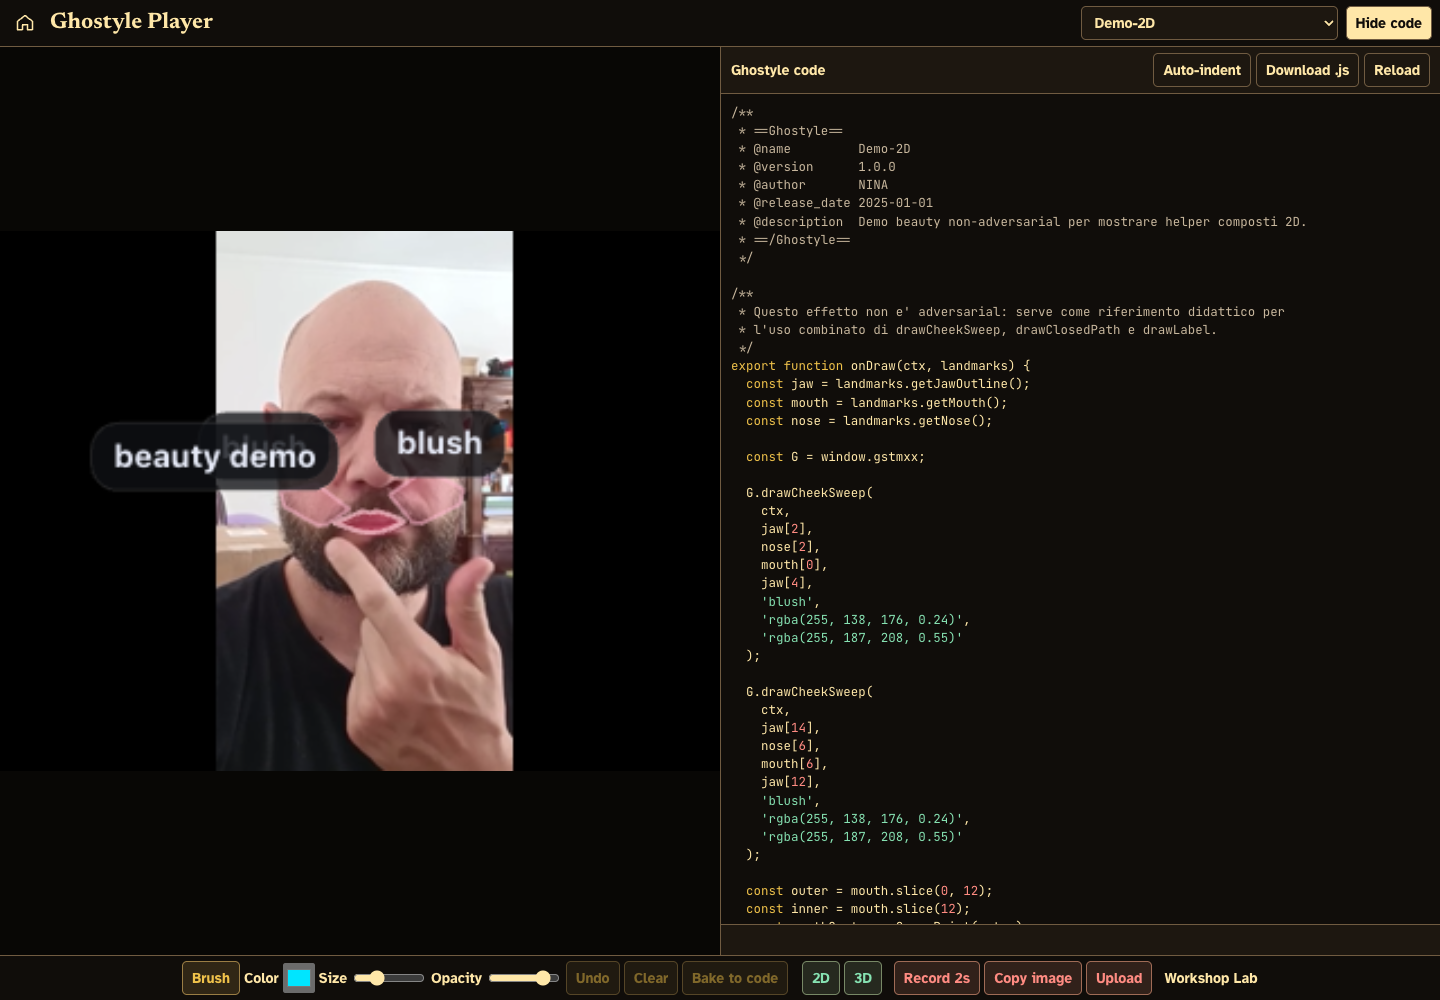 Ghostyle Player
Demo-2D
Hide code
Ghostyle code
Auto-indent
Download .js
Reload
/**
 * ==Ghostyle==
 * @name         Demo-2D
 * @version      1.0.0
 * @author       NINA
 * @release_date 2025-01-01
 * @description  Demo beauty non-adversarial per mostrare helper composti 2D.
 * ==/Ghostyle==
 */
/**
 * Questo effetto non e' adversarial: serve come riferimento didattico per
 * l'uso combinato di drawCheekSweep, drawClosedPath e drawLabel.
 */
export function onDraw(ctx, landmarks) {
  const jaw = landmarks.getJawOutline();
  const mouth = landmarks.getMouth();
  const nose = landmarks.getNose();
  const G = window.gstmxx;
  G.drawCheekSweep(
    ctx,
    jaw[2],
    nose[2],
    mouth[0],
    jaw[4],
    'blush',
    'rgba(255, 138, 176, 0.24)',
    'rgba(255, 187, 208, 0.55)'
  );
  G.drawCheekSweep(
    ctx,
    jaw[14],
    nose[6],
    mouth[6],
    jaw[12],
    'blush',
    'rgba(255, 138, 176, 0.24)',
    'rgba(255, 187, 208, 0.55)'
  );
  const outer = mouth.slice(0, 12);
  const inner = mouth.slice(12);
blush
beauty demo
blush
Brush
Color
Size
Opacity
Undo
Clear
Bake to code
2D
3D
Record 2s
Copy image
Upload
Workshop Lab